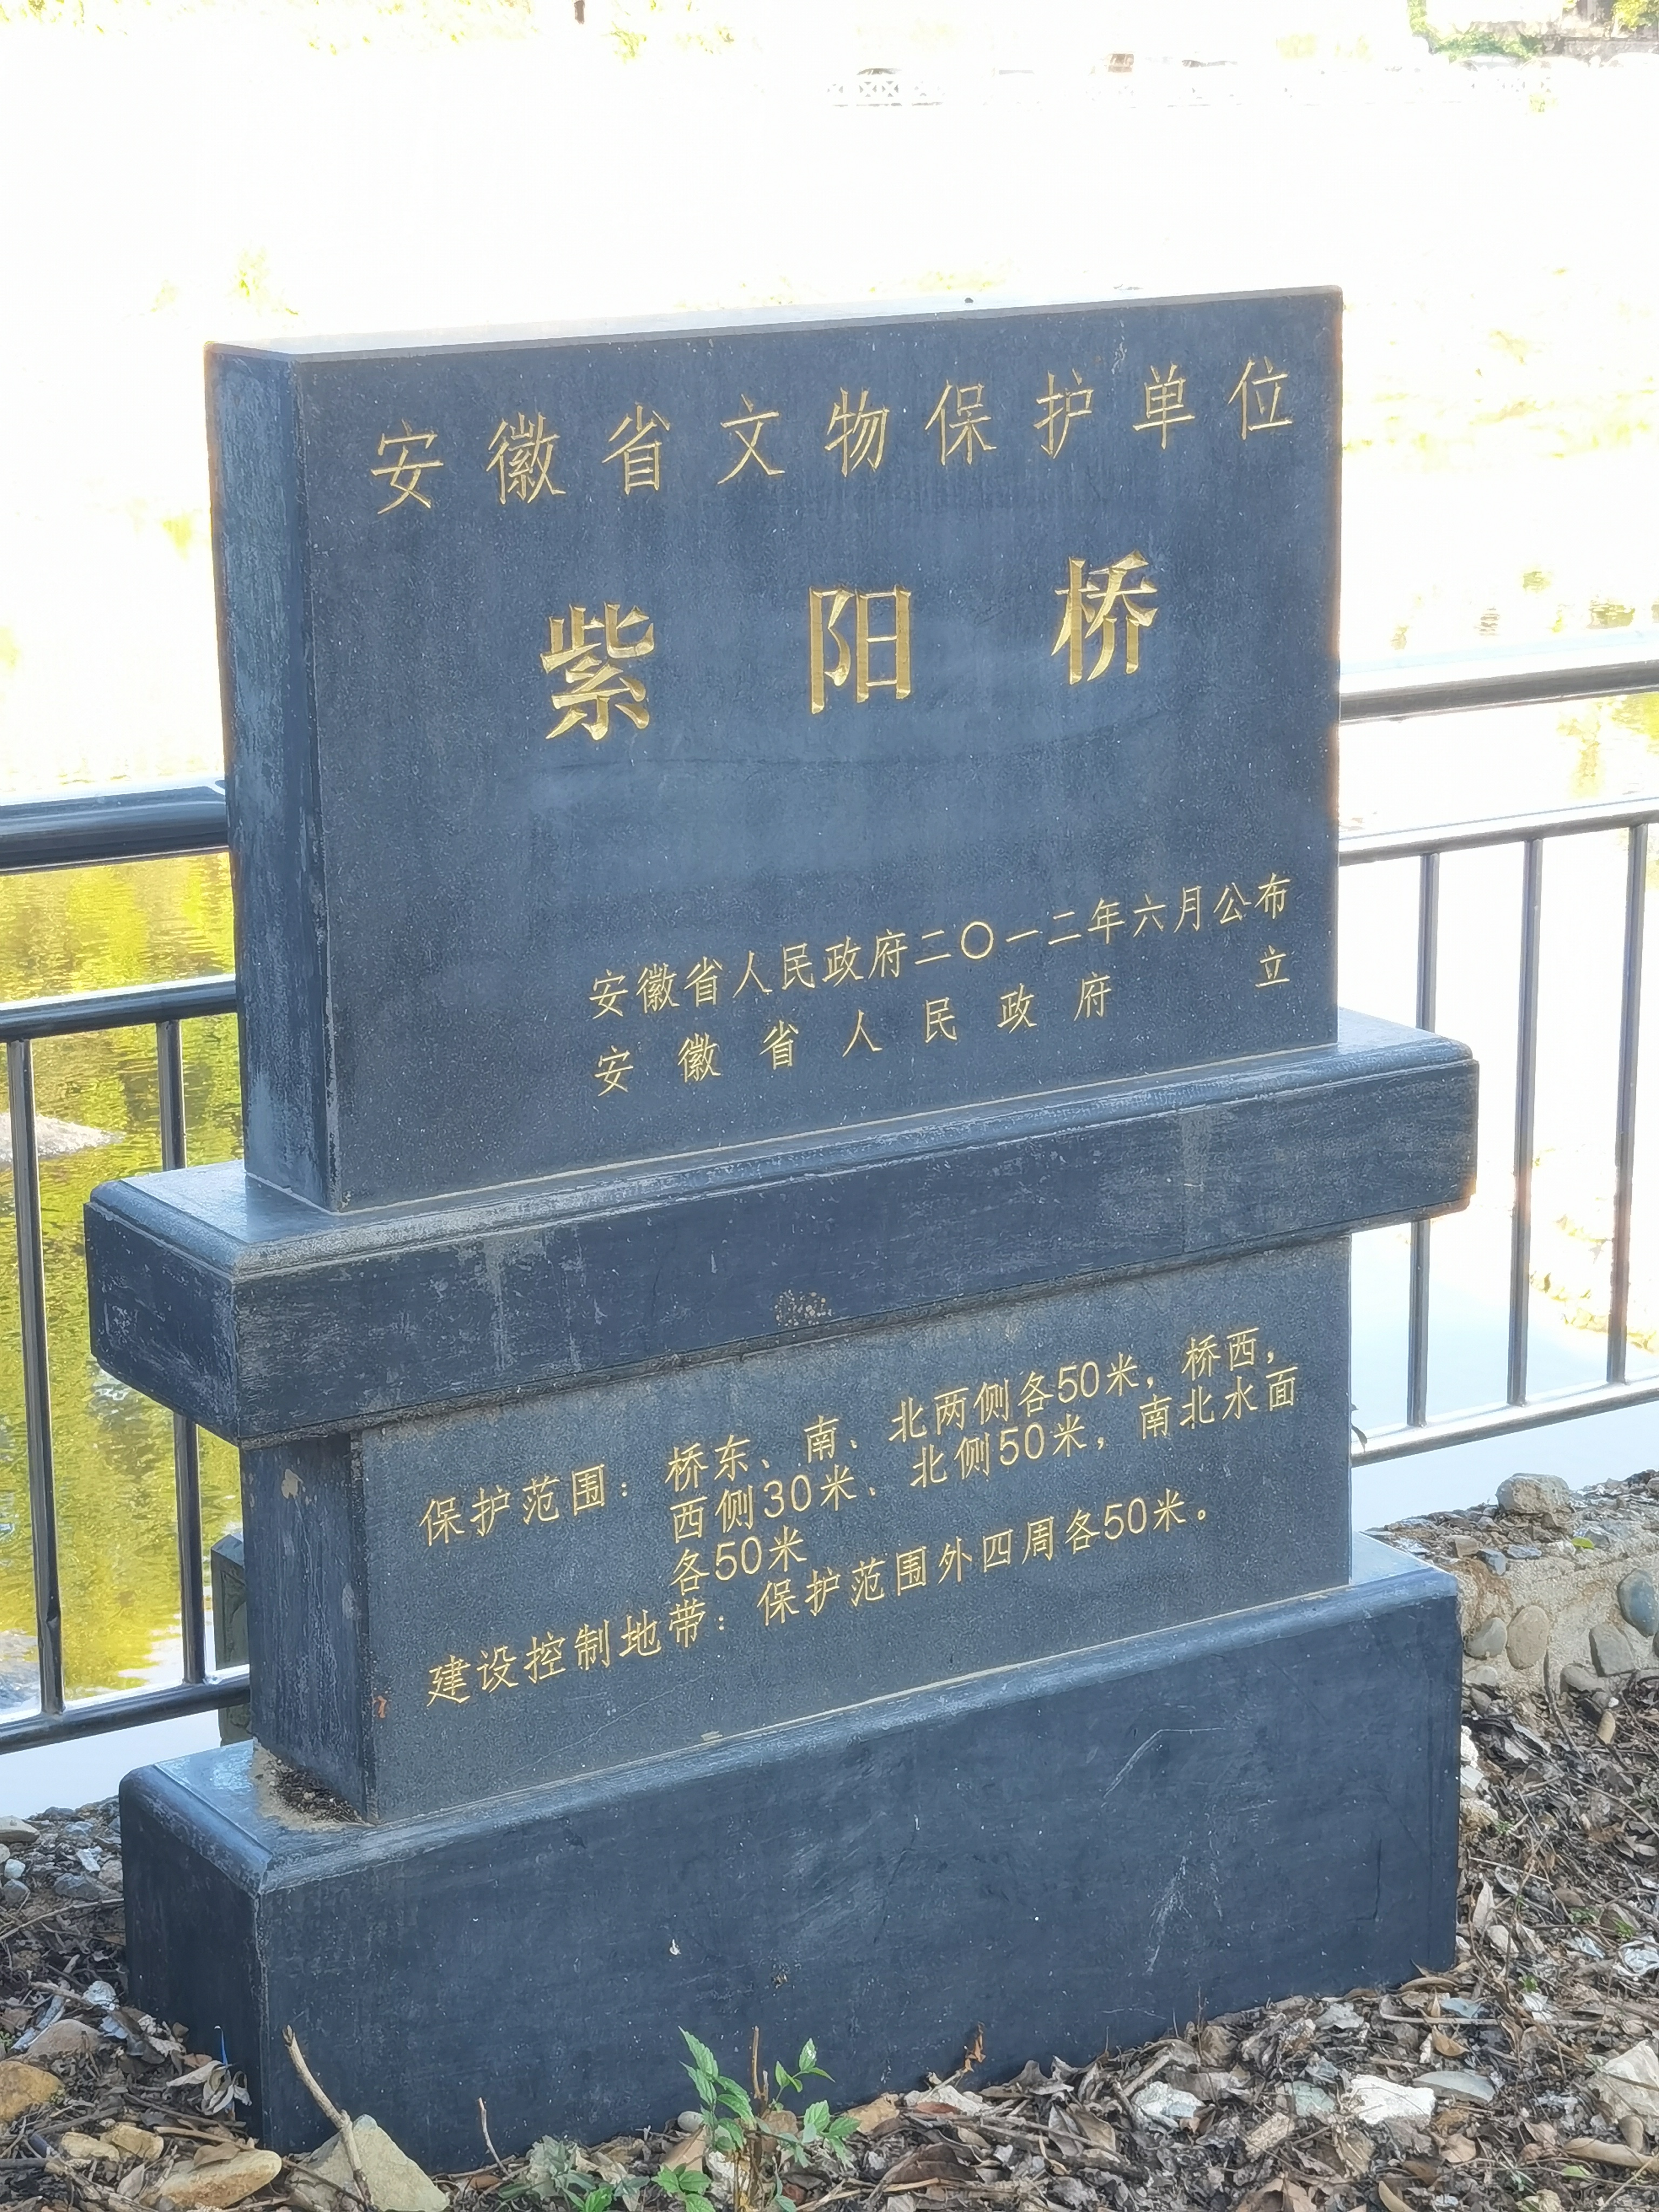 安徽省文物保护单位
紫阳桥
安徽省人民政府二〇一二年六月公布
安徽省人民政府 立
保护范围：桥东、南、北两侧各50米，桥西，
西侧30米、北侧50米，南北水面
各50米
建设控制地带：保护范围外四周各50米。